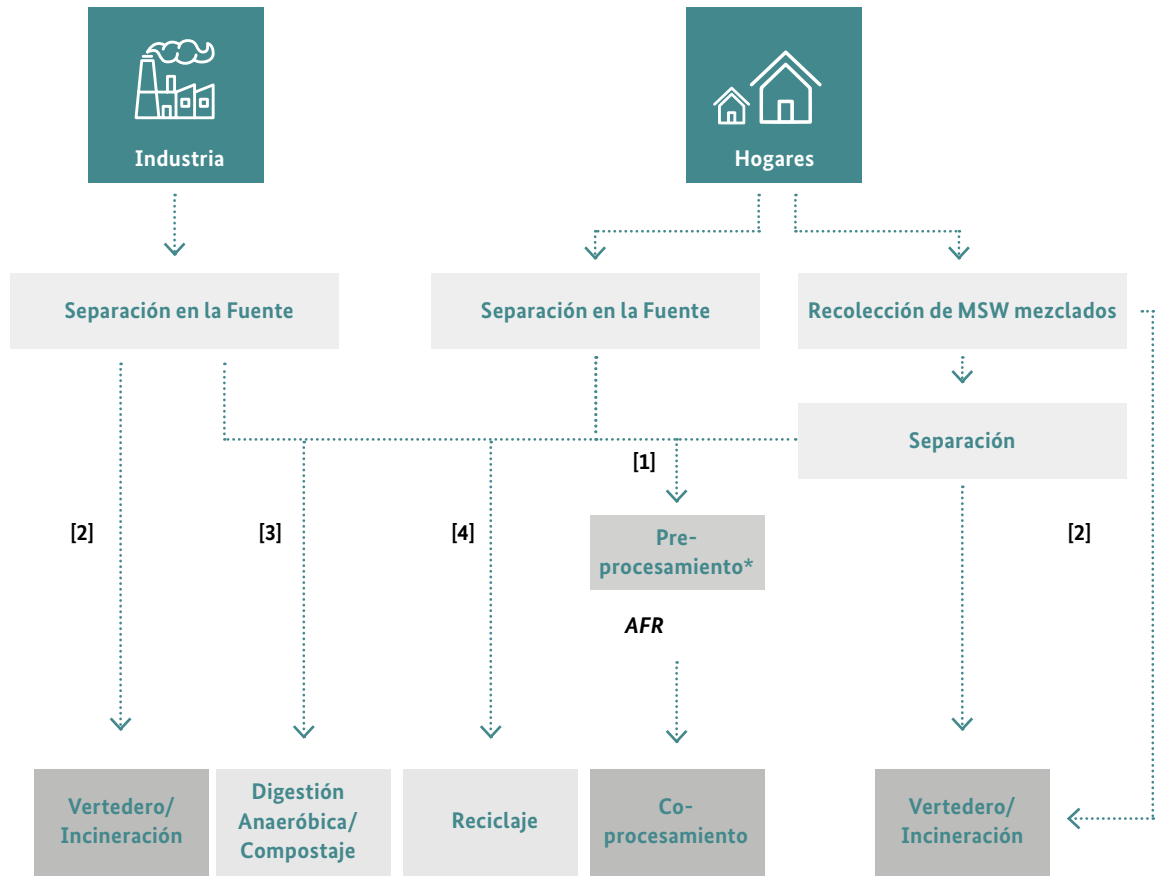 Industria
Hogares
Separación en la Fuente
Separación en la Fuente
Recolección de MSW mezclados
Separación
[1]
[2]
[3]
[4]
[2]
Pre-
procesamiento*
AFR
Vertedero/
Incineración
Digestión
Anaeróbica/
Compostaje
Reciclaje
Co-
procesamiento
Vertedero/
Incineración